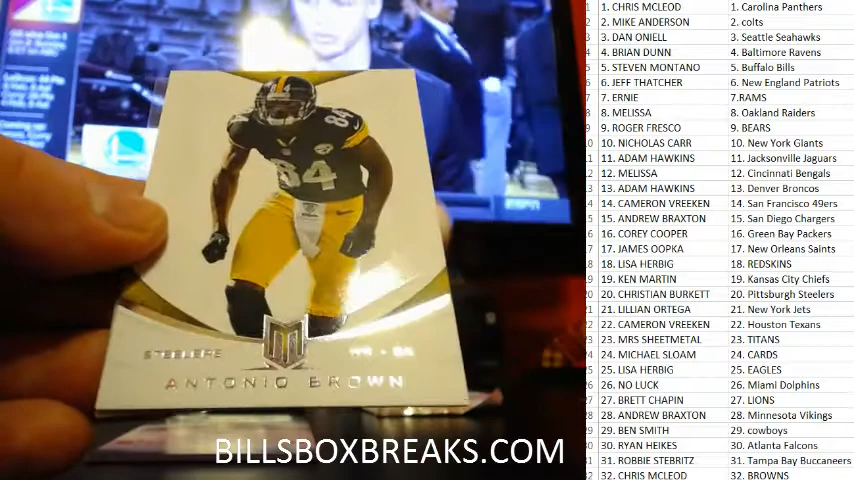 84
84
STEELERS
WR • 84
ANTONIO BROWN
BILLSBOXBREAKS.COM
ESPN
1. CHRIS MCLEOD 1. Carolina Panthers
2. MIKE ANDERSON 2. colts
3. DAN ONIELL 3. Seattle Seahawks
4. BRIAN DUNN 4. Baltimore Ravens
5. STEVEN MONTANO 5. Buffalo Bills
6. JEFF THATCHER 6. New England Patriots
7. ERNIE 7.RAMS
8. MELISSA 8. Oakland Raiders
9. ROGER FRESCO 9. BEARS
10. NICHOLAS CARR 10. New York Giants
11. ADAM HAWKINS 11. Jacksonville Jaguars
12. MELISSA 12. Cincinnati Bengals
13. ADAM HAWKINS 13. Denver Broncos
14. CAMERON VREEKEN 14. San Francisco 49ers
15. ANDREW BRAXTON 15. San Diego Chargers
16. COREY COOPER 16. Green Bay Packers
17. JAMES OOPKA 17. New Orleans Saints
18. LISA HERBIG 18. REDSKINS
19. KEN MARTIN 19. Kansas City Chiefs
20. CHRISTIAN BURKETT 20. Pittsburgh Steelers
21. LILLIAN ORTEGA 21. New York Jets
22. CAMERON VREEKEN 22. Houston Texans
23. MRS SHEETMETAL 23. TITANS
24. MICHAEL SLOAM 24. CARDS
25. LISA HERBIG 25. EAGLES
26. NO LUCK 26. Miami Dolphins
27. BRETT CHAPIN 27. LIONS
28. ANDREW BRAXTON 28. Minnesota Vikings
29. BEN SMITH 29. cowboys
30. RYAN HEIKES 30. Atlanta Falcons
31. ROBBIE STEBRITZ 31. Tampa Bay Buccaneers
32. CHRIS MCLEOD 32. BROWNS